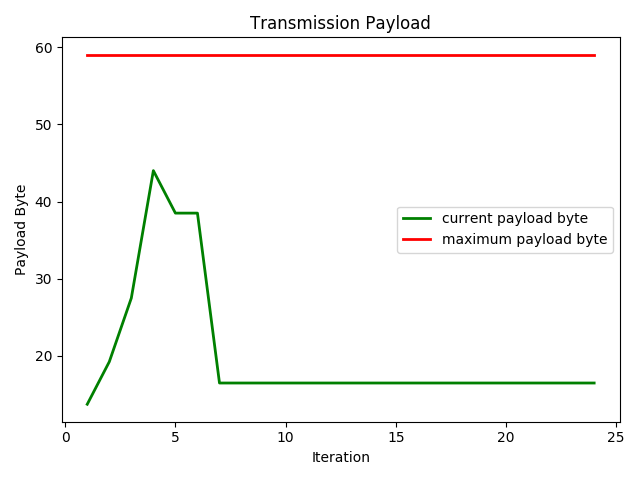 Transmission Payload
60
50
40
30
20
Payload Byte
current payload byte
maximum payload byte
0 5 10 15 20 25
Iteration